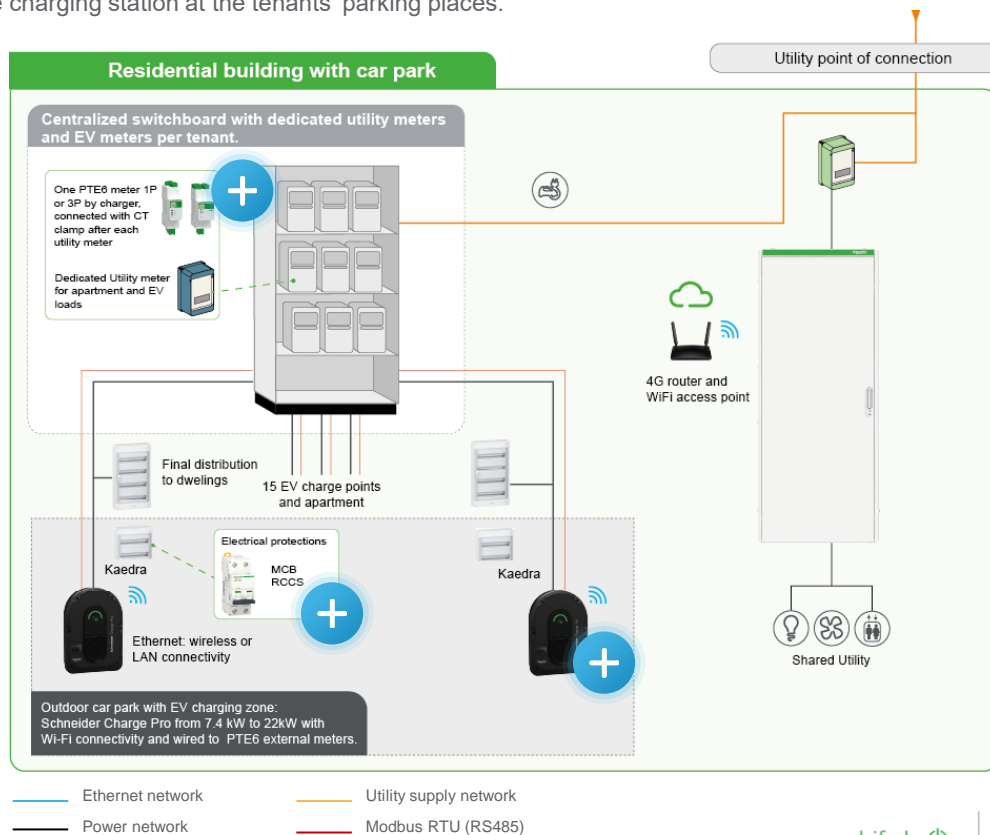 charging station at the tenants' parking places.
Utility point of connection
Residential building with car park
Centralized switchboard with dedicated utility meters
and EV meters per tenant.
One PTE6 meter 1P
or 3P by charger,
connected with CT
clamp after each
utility meter
Dedicated Utility meter
for apartment and EV
loads
4G router and
WiFi access point
Final distribution
to dwelings
15 EV charge points
and apartment
Electrical protections
MCB
RCCS
Kaedra
Kaedra
Ethernet: wireless or
LAN connectivity
Shared Utility
Outdoor car park with EV charging zone:
Schneider Charge Pro from 7.4 kW to 22kW with
Wi-Fi connectivity and wired to PTE6 external meters.
Ethernet network
Utility supply network
Power network
Modbus RTU (RS485)